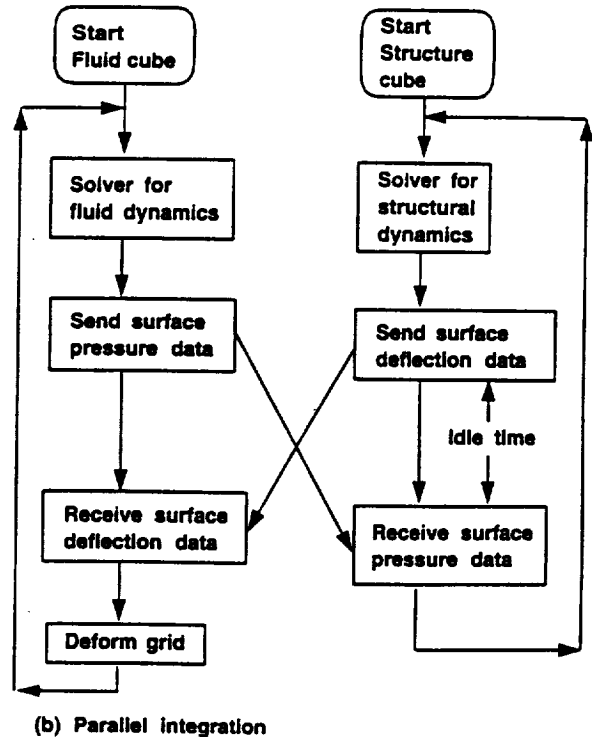 Start
Fluid cube
Solver for
fluid dynamics
Send surface
pressure data
Receive surface
deflection data
Deform grid
Start
Structure
cube
Solver for
structural
dynamics
Send surface
deflection data
Idle time
Receive surface
pressure data
(b) Parallel integration